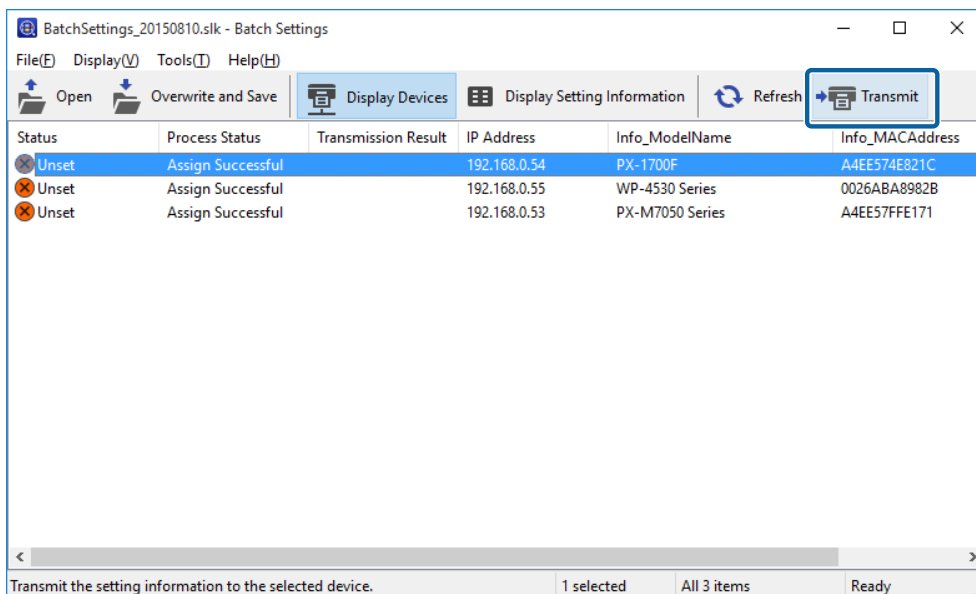 BatchSettings_20150810.slk - Batch Settings
File(F) Display(V) Tools(T) Help(H)
Open Overwrite and Save Display Devices Display Setting Information Refresh Transmit
Status Process Status Transmission Result IP Address Info_ModelName Info_MACAddress
Unset Assign Successful 192.168.0.54 PX-1700F A4EE574E821C
Unset Assign Successful 192.168.0.55 WP-4530 Series 0026ABA8982B
Unset Assign Successful 192.168.0.53 PX-M7050 Series A4EE57FFE171
Transmit the setting information to the selected device. 1 selected All 3 items Ready